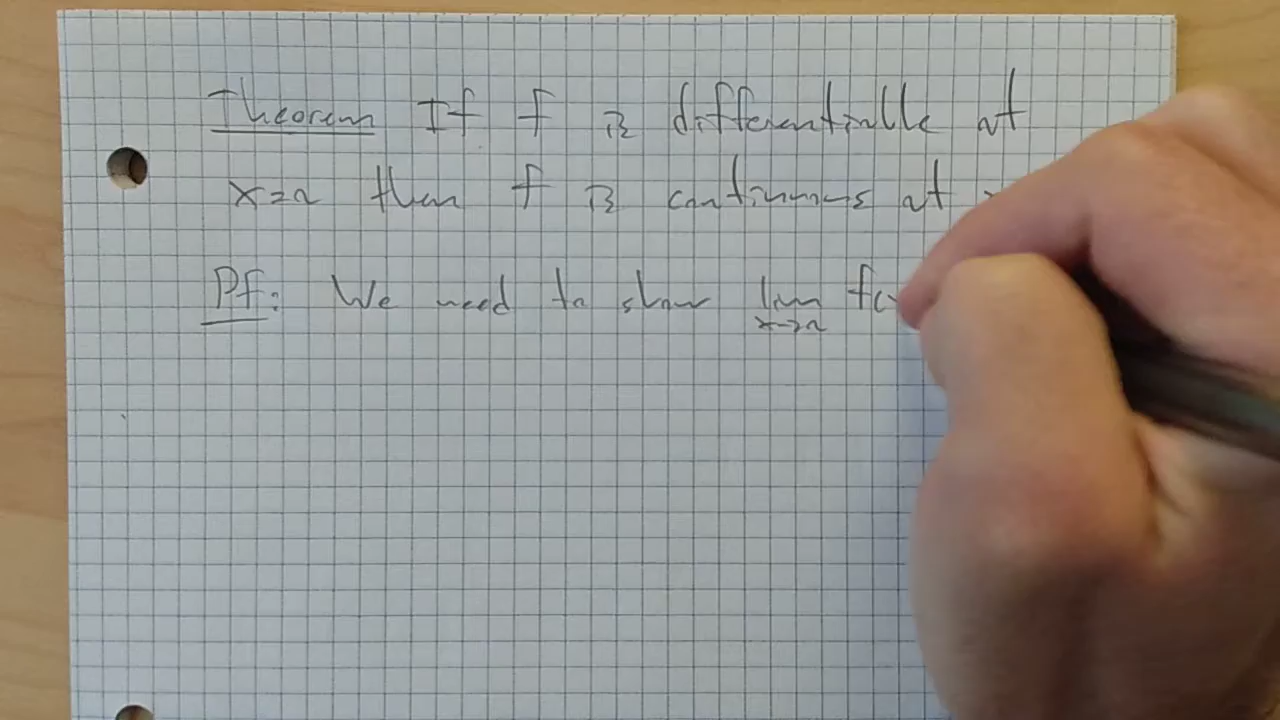 Theorem If f is differentiable at
x=a then f is continuous at
Pf: We need to show lim f(x
x→a